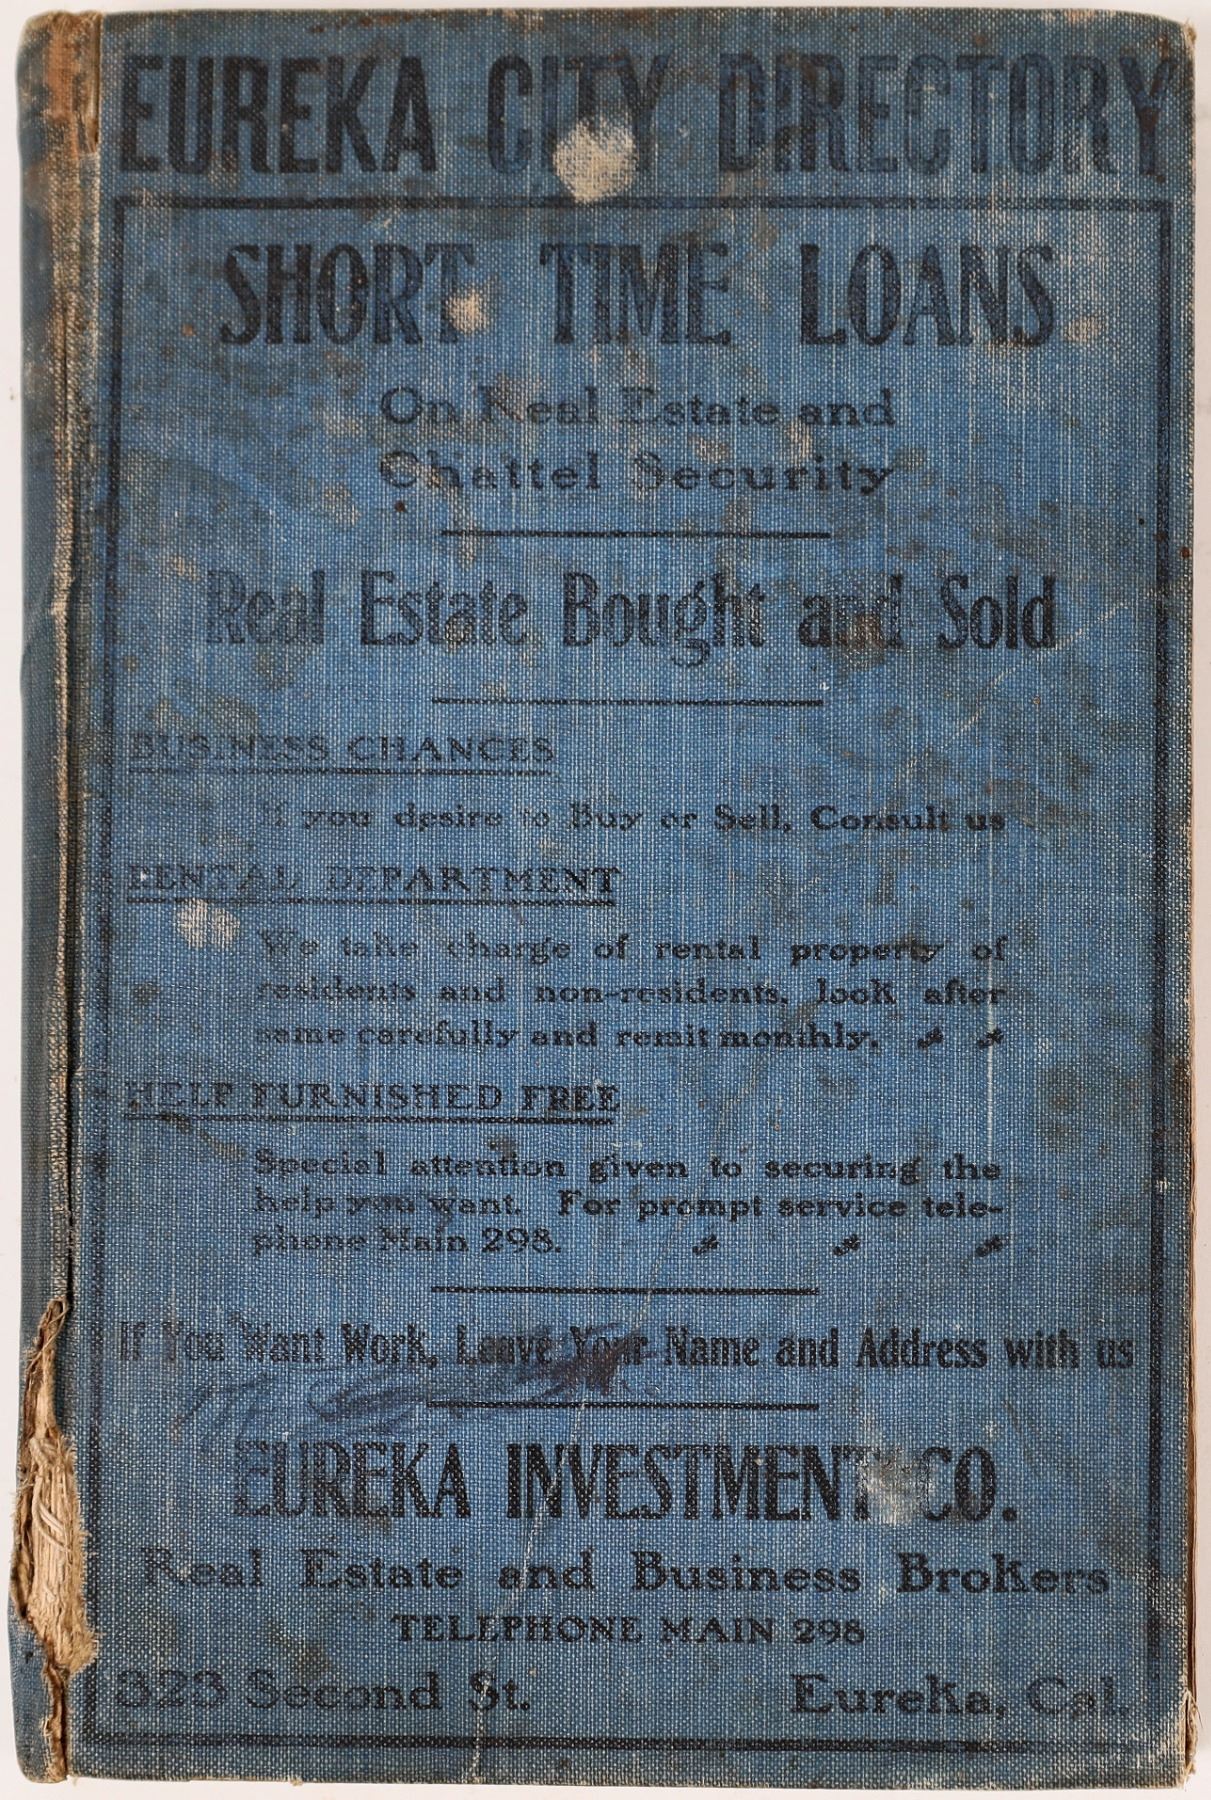 EUREKA CITY DIRECTORY
SHORT TIME LOANS
On Real Estate and
Chattel Security
Real Estate Bought and Sold
BUSINESS CHANCES
If you desire to Buy or Sell, Consult us
RENTAL DEPARTMENT
We take charge of rental property of
residents and non-residents, look after
same carefully and remit monthly.
HELP FURNISHED FREE
Special attention given to securing the
help you want. For prompt service tele-
phone Main 298.
If You Want Work, Leave Your Name and Address with us
EUREKA INVESTMENT CO.
Real Estate and Business Brokers
TELEPHONE MAIN 298
323 Second St. Eureka, Cal.